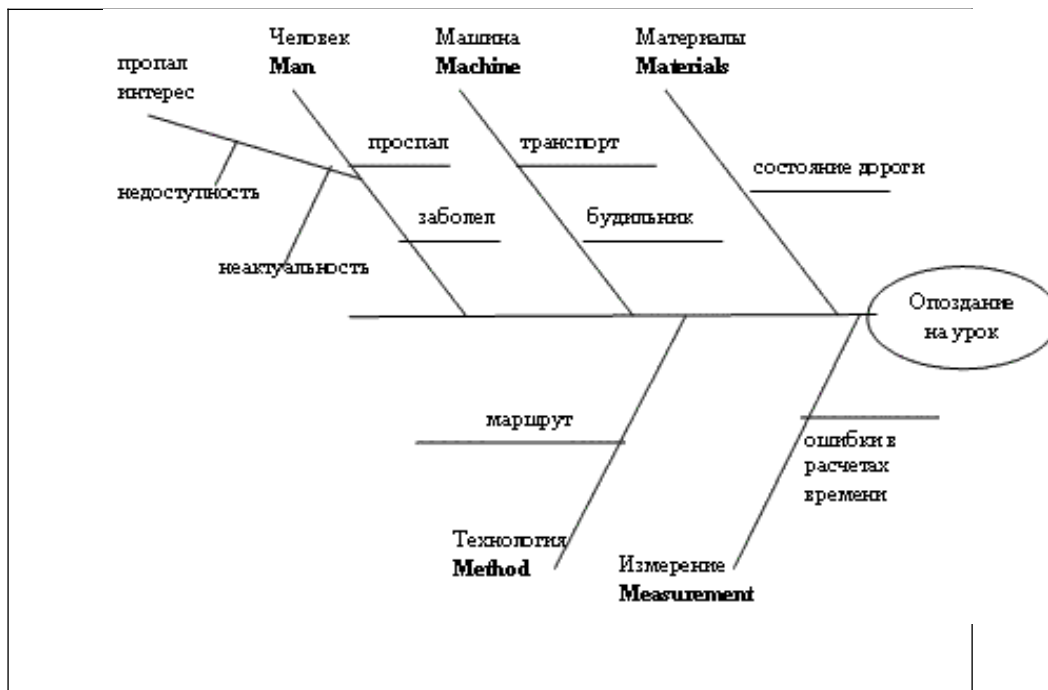 Человек
Man
Машина
Machine
Материалы
Materials
пропал
интерес
проспал
транспорт
состояние дороги
недоступность
заболел
будильник
неактуальность
Опоздание
на урок
маршрут
ошибки в
расчетах
времени
Технология
Method
Измерение
Measurement